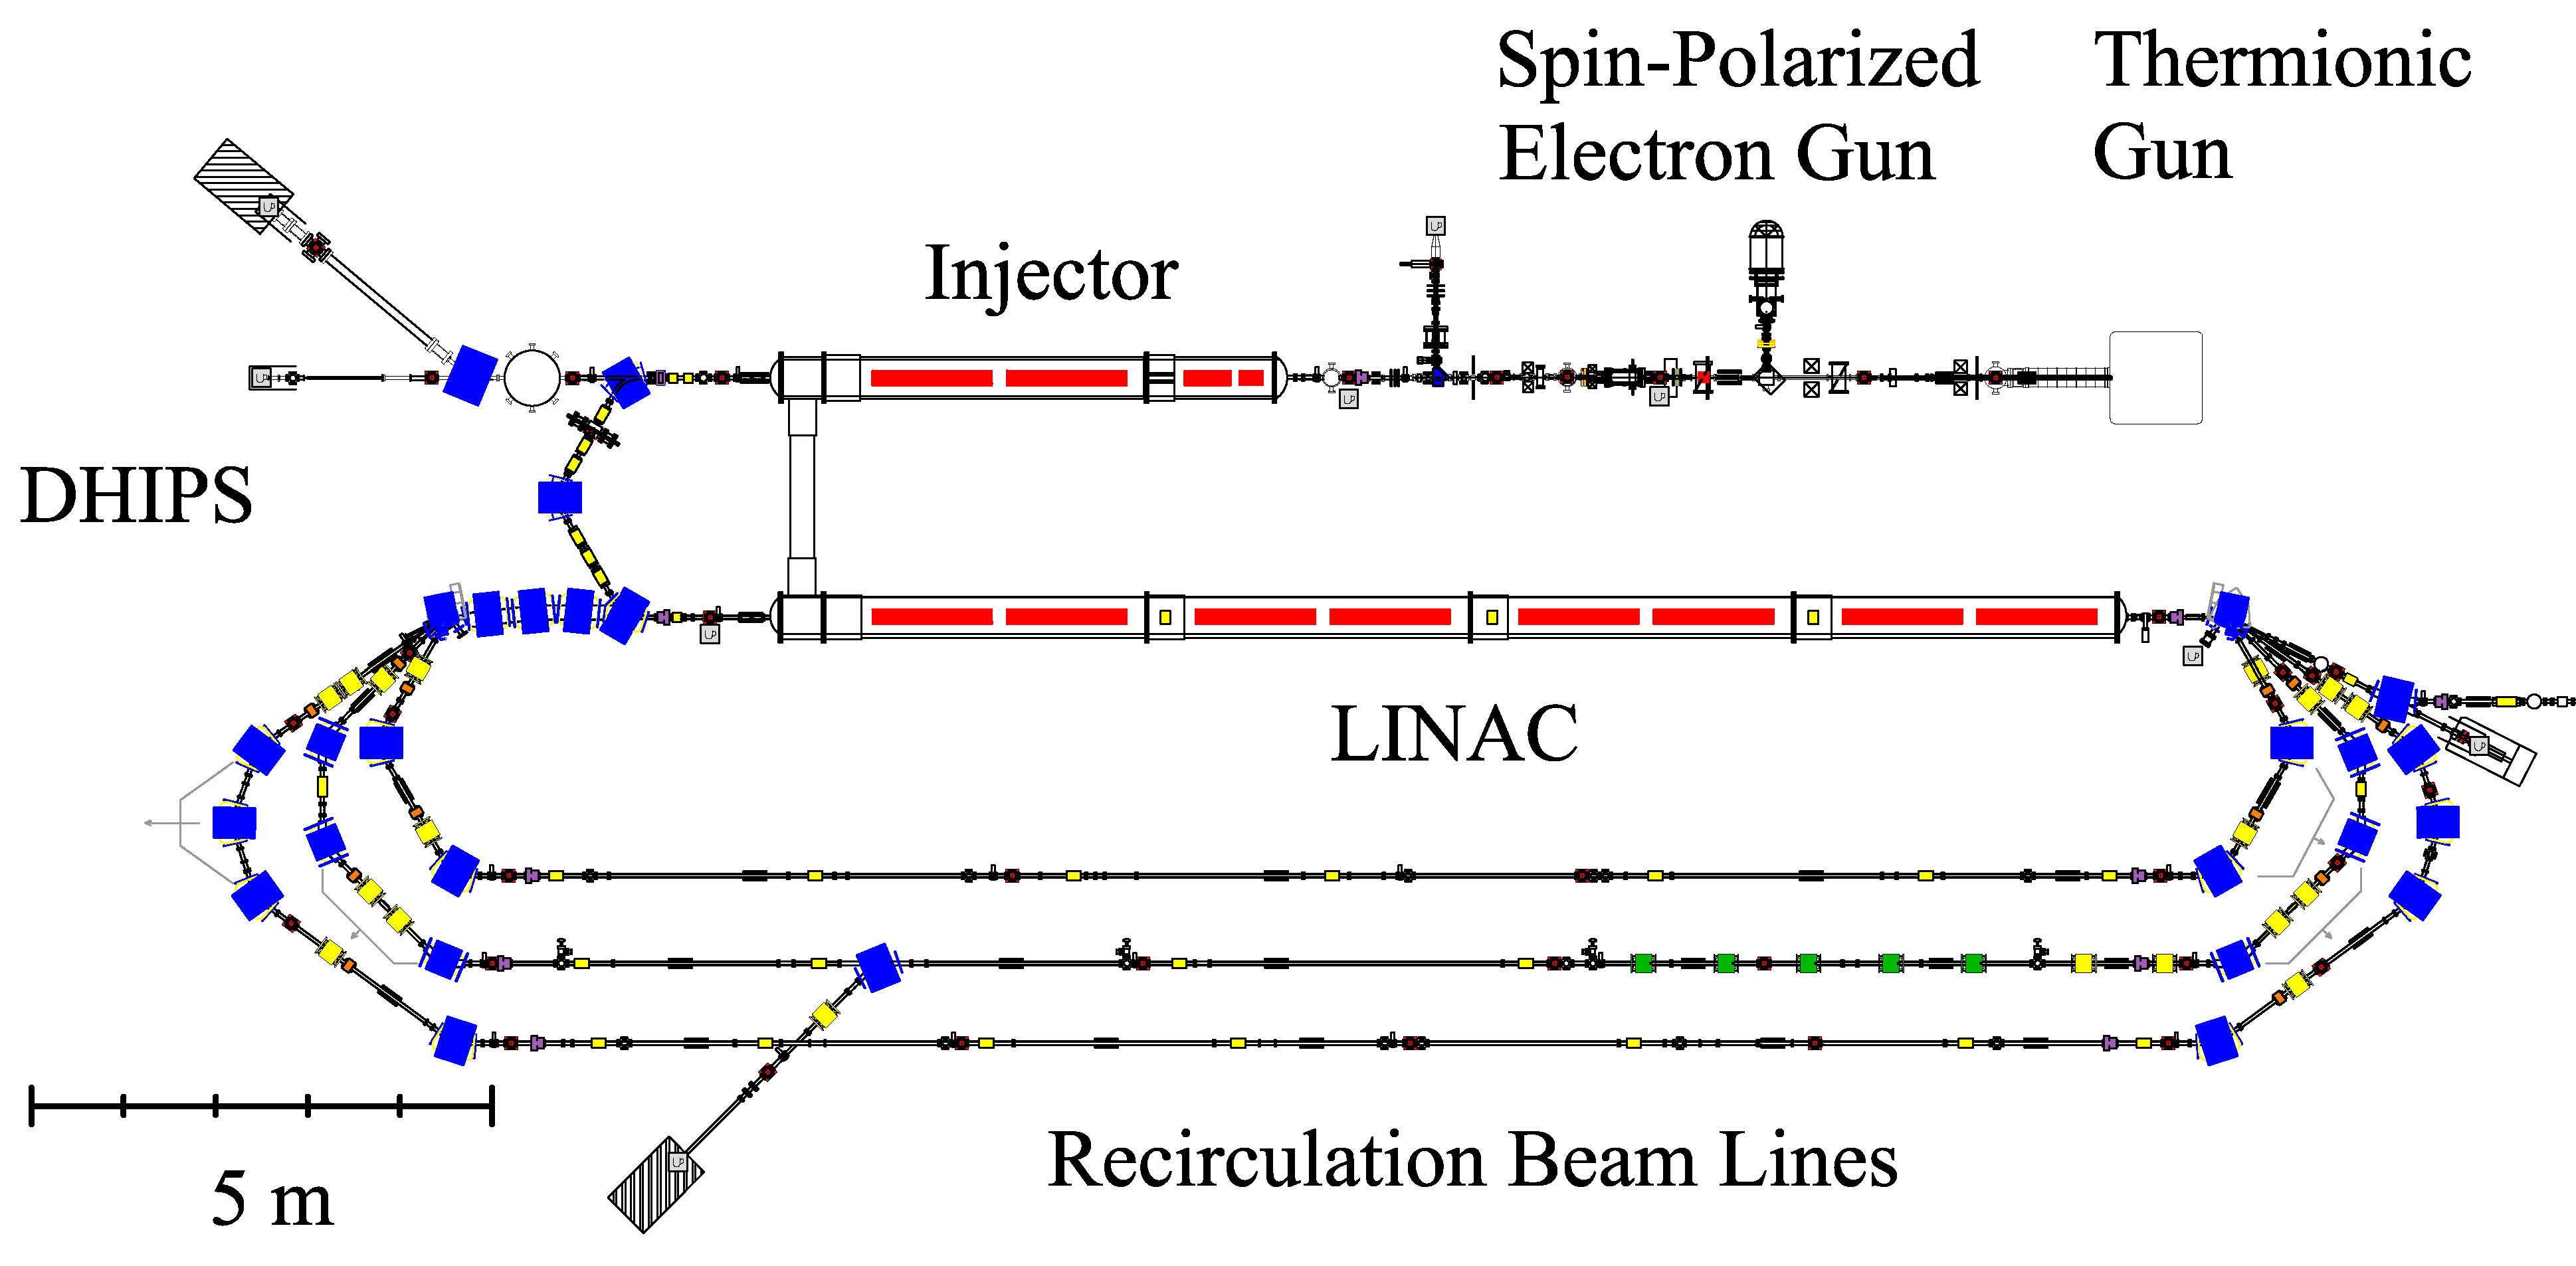 Spin-Polarized
Electron Gun
Thermionic
Gun
Injector
DHIPS
LINAC
Recirculation Beam Lines
5 m